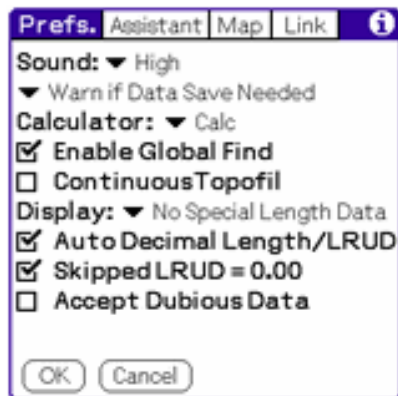 Prefs. Assistant Map Link i
Sound: High
Warn if Data Save Needed
Calculator: Calc
Enable Global Find
ContinuousTopofil
Display: No Special Length Data
Auto Decimal Length/LRUD
Skipped LRUD = 0.00
Accept Dubious Data
OK Cancel